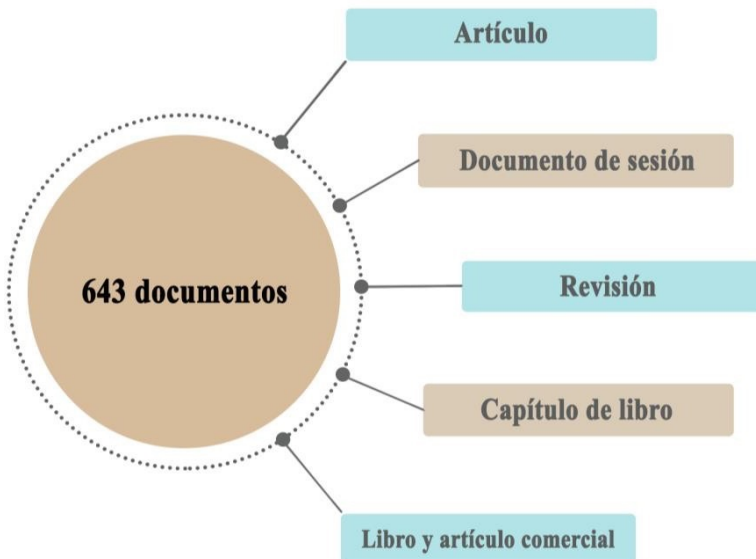 Artículo
Documento de sesión
643 documentos
Revisión
Capítulo de libro
Libro y artículo comercial